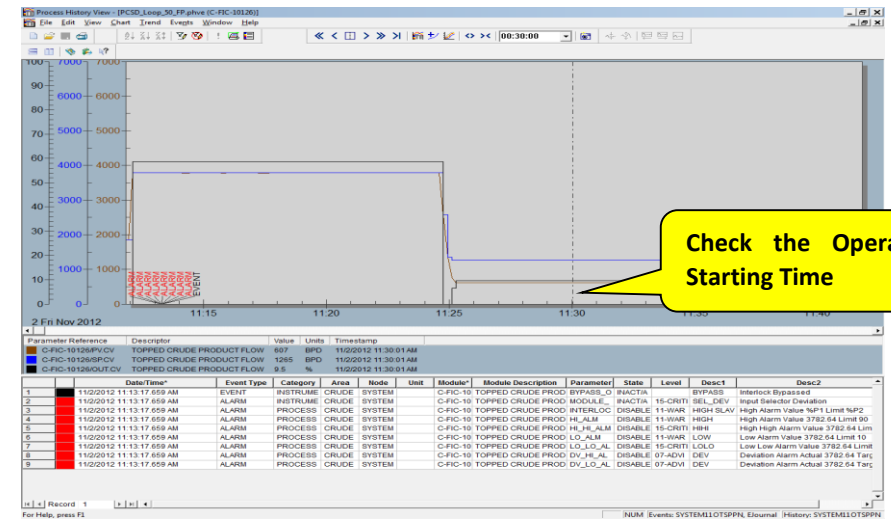 Process History View - [PCSD_Loop_50_FP.phve (C-FIC-10126)]
File Edit View Chart Trend Events Window Help
00:30:00
100 7000 7000
90
6000 6000
80
70 5000 5000
60
4000 4000
50
40 3000 3000
30
2000 2000
20
1000 1000
10
0 0 0
ALARM ALARM ALARM ALARM ALARM ALARM ALARM EVENT
11:15 11:20 11:25 11:30 11:35 11:40
2 Fri Nov 2012
Check the Opera
Starting Time
Parameter Reference Descriptor Value Units Timestamp
C-FIC-10126/PV.CV TOPPED CRUDE PRODUCT FLOW 607 BPD 11/2/2012 11:30:01 AM
C-FIC-10126/SP.CV TOPPED CRUDE PRODUCT FLOW 1265 BPD 11/2/2012 11:30:01 AM
C-FIC-10126/OUT.CV TOPPED CRUDE PRODUCT FLOW 9.5 % 11/2/2012 11:30:01 AM
Date/Time* Event Type Category Area Node Unit Module* Module Description Parameter State Level Desc1 Desc2
1 11/2/2012 11:13:17.659 AM EVENT INSTRUME CRUDE SYSTEM C-FIC-10 TOPPED CRUDE PROD BYPASS_O INACT/A BYPASS Interlock Bypassed
2 11/2/2012 11:13:17.659 AM ALARM INSTRUME CRUDE SYSTEM C-FIC-10 TOPPED CRUDE PROD MODULE_ INACT/A 15-CRITI SEL_DEV Input Selector Deviation
3 11/2/2012 11:13:17.659 AM ALARM PROCESS CRUDE SYSTEM C-FIC-10 TOPPED CRUDE PROD INTERLOC DISABLE 11-WAR HIGH SLAV High Alarm Value %P1 Limit %P2
4 11/2/2012 11:13:17.659 AM ALARM PROCESS CRUDE SYSTEM C-FIC-10 TOPPED CRUDE PROD HI_ALM DISABLE 11-WAR HIGH High Alarm Value 3782.64 Limit 90
5 11/2/2012 11:13:17.659 AM ALARM PROCESS CRUDE SYSTEM C-FIC-10 TOPPED CRUDE PROD HI_HI_ALM DISABLE 15-CRITI HIHI High High Alarm Value 3782.64 Lim
6 11/2/2012 11:13:17.659 AM ALARM PROCESS CRUDE SYSTEM C-FIC-10 TOPPED CRUDE PROD LO_ALM DISABLE 11-WAR LOW Low Alarm Value 3782.64 Limit 10
7 11/2/2012 11:13:17.659 AM ALARM PROCESS CRUDE SYSTEM C-FIC-10 TOPPED CRUDE PROD LO_LO_AL DISABLE 15-CRITI LOLO Low Low Alarm Value 3782.64 Limit
8 11/2/2012 11:13:17.659 AM ALARM PROCESS CRUDE SYSTEM C-FIC-10 TOPPED CRUDE PROD DV_HI_AL DISABLE 07-ADVI DEV Deviation Alarm Actual 3782.64 Targ
9 11/2/2012 11:13:17.659 AM ALARM PROCESS CRUDE SYSTEM C-FIC-10 TOPPED CRUDE PROD DV_LO_AL DISABLE 07-ADVI DEV Deviation Alarm Actual 3782.64 Targ
Record 1
For Help, press F1 NUM Events: SYSTEM11OTSPPN, EJournal History: SYSTEM11OTSPPN